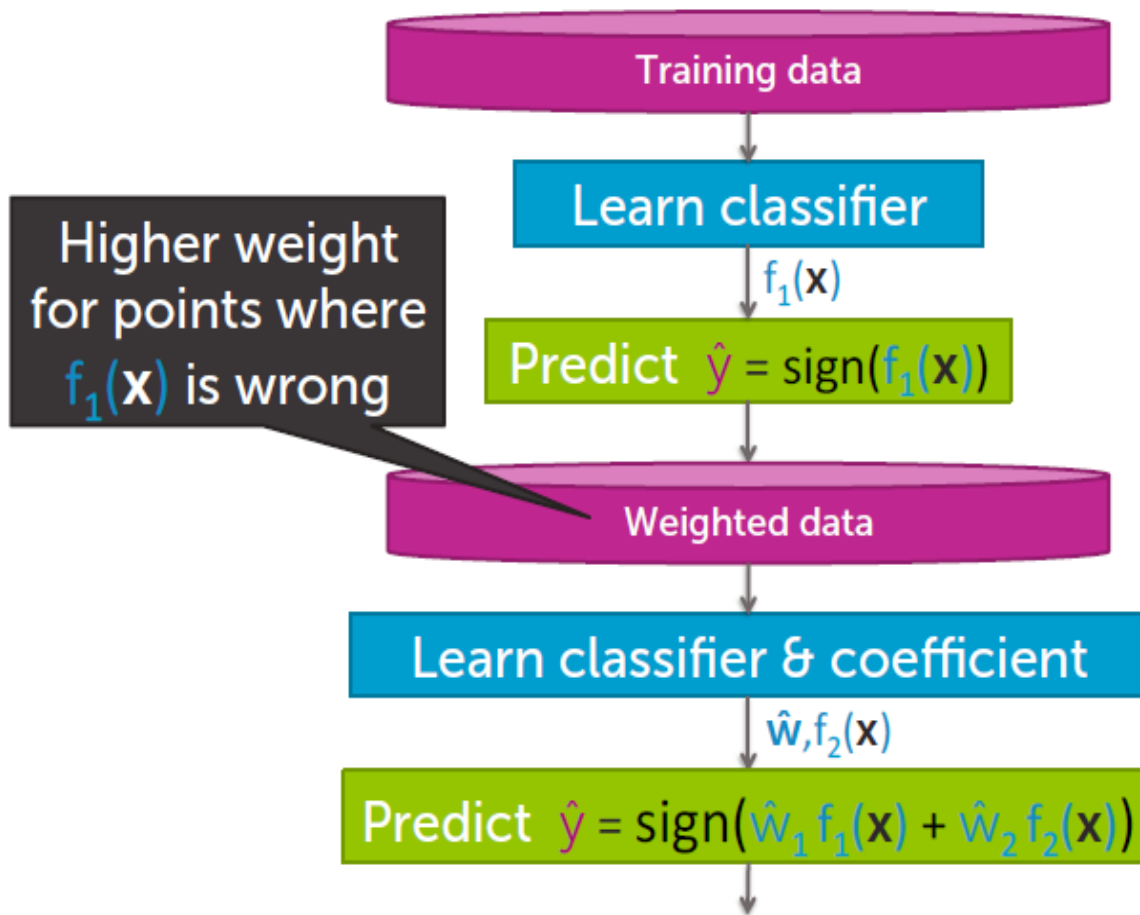 Training data
Learn classifier
f₁(x)
Higher weight
for points where
f₁(x) is wrong
Predict ŷ = sign(f₁(x))
Weighted data
Learn classifier & coefficient
ŵ,f₂(x)
Predict ŷ = sign(ŵ₁ f₁(x) + ŵ₂ f₂(x))